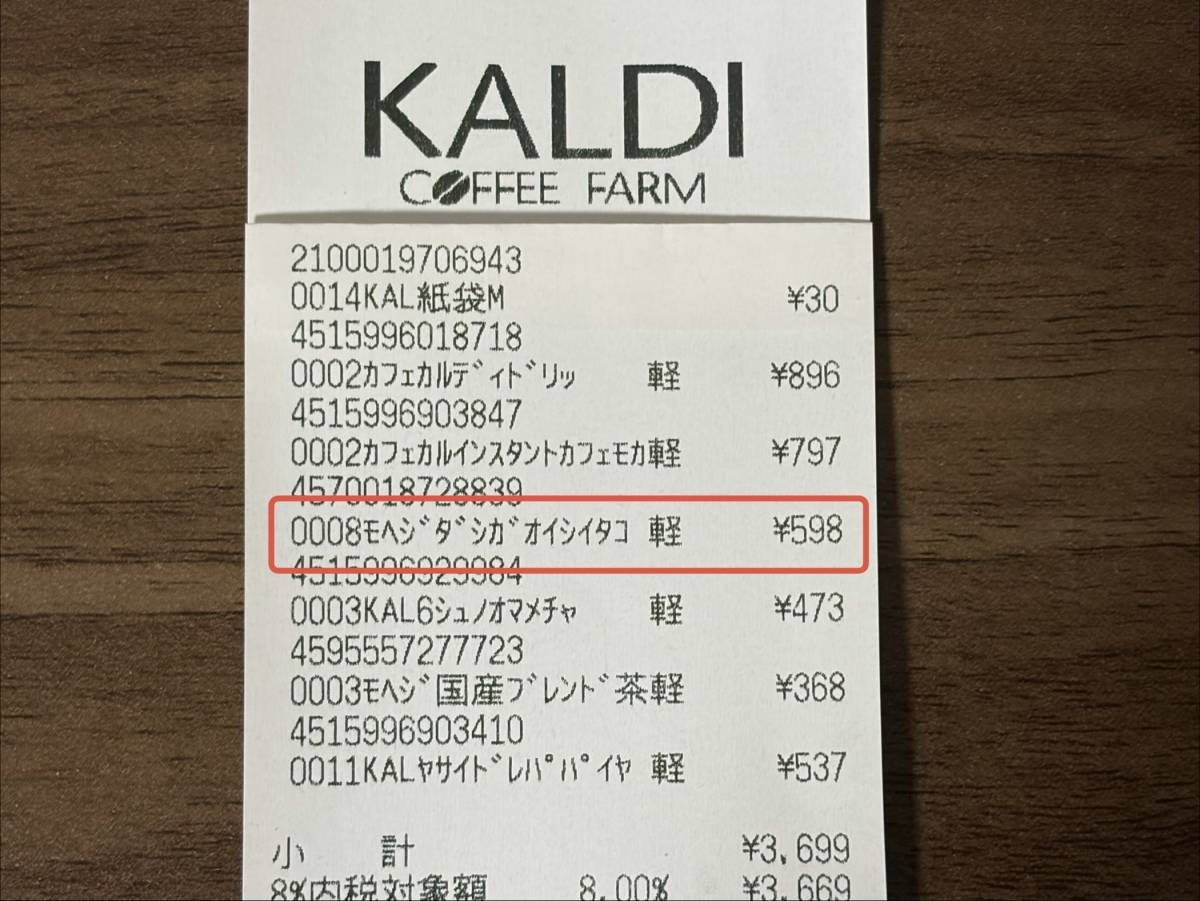 KALDI
COFFEE FARM
2100019706943
0014KAL紙袋M ¥30
4515996018718
0002ｶﾌｪｶﾙﾃﾞｨﾄﾞﾘｯ 軽 ¥896
4515996903847
0002ｶﾌｪｶﾙｲﾝｽﾀﾝﾄｶﾌｪﾓｶ軽 ¥797
4570018728839
0008ﾓﾍｼﾞﾀﾞｼｶﾞｵｲｼｲﾀｺ 軽 ¥598
4515996929984
0003KAL6ｼｭﾉｵﾏﾒﾁｬ 軽 ¥473
4595557277723
0003ﾓﾍｼﾞ国産ﾌﾞﾚﾝﾄﾞ茶軽 ¥368
4515996903410
0011KALﾔｻｲﾄﾞﾚﾊﾟﾊﾟｲﾔ 軽 ¥537
小 計 ¥3,699
8%内税対象額 8.00% ¥3,669